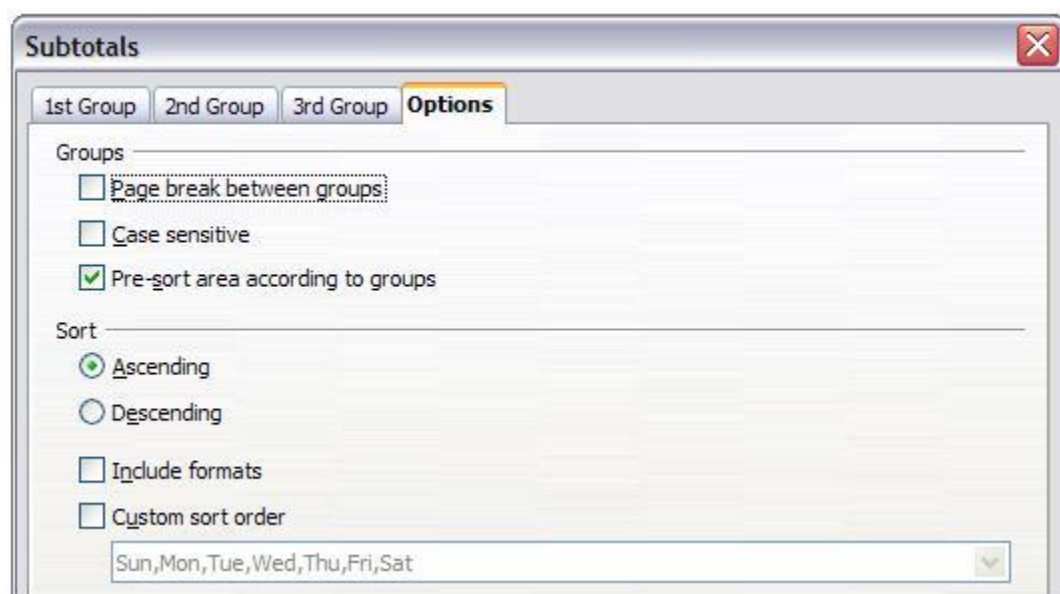 Subtotals
1st Group 2nd Group 3rd Group Options
Groups
Page break between groups
Case sensitive
Pre-sort area according to groups
Sort
Ascending
Descending
Include formats
Custom sort order
Sun,Mon,Tue,Wed,Thu,Fri,Sat